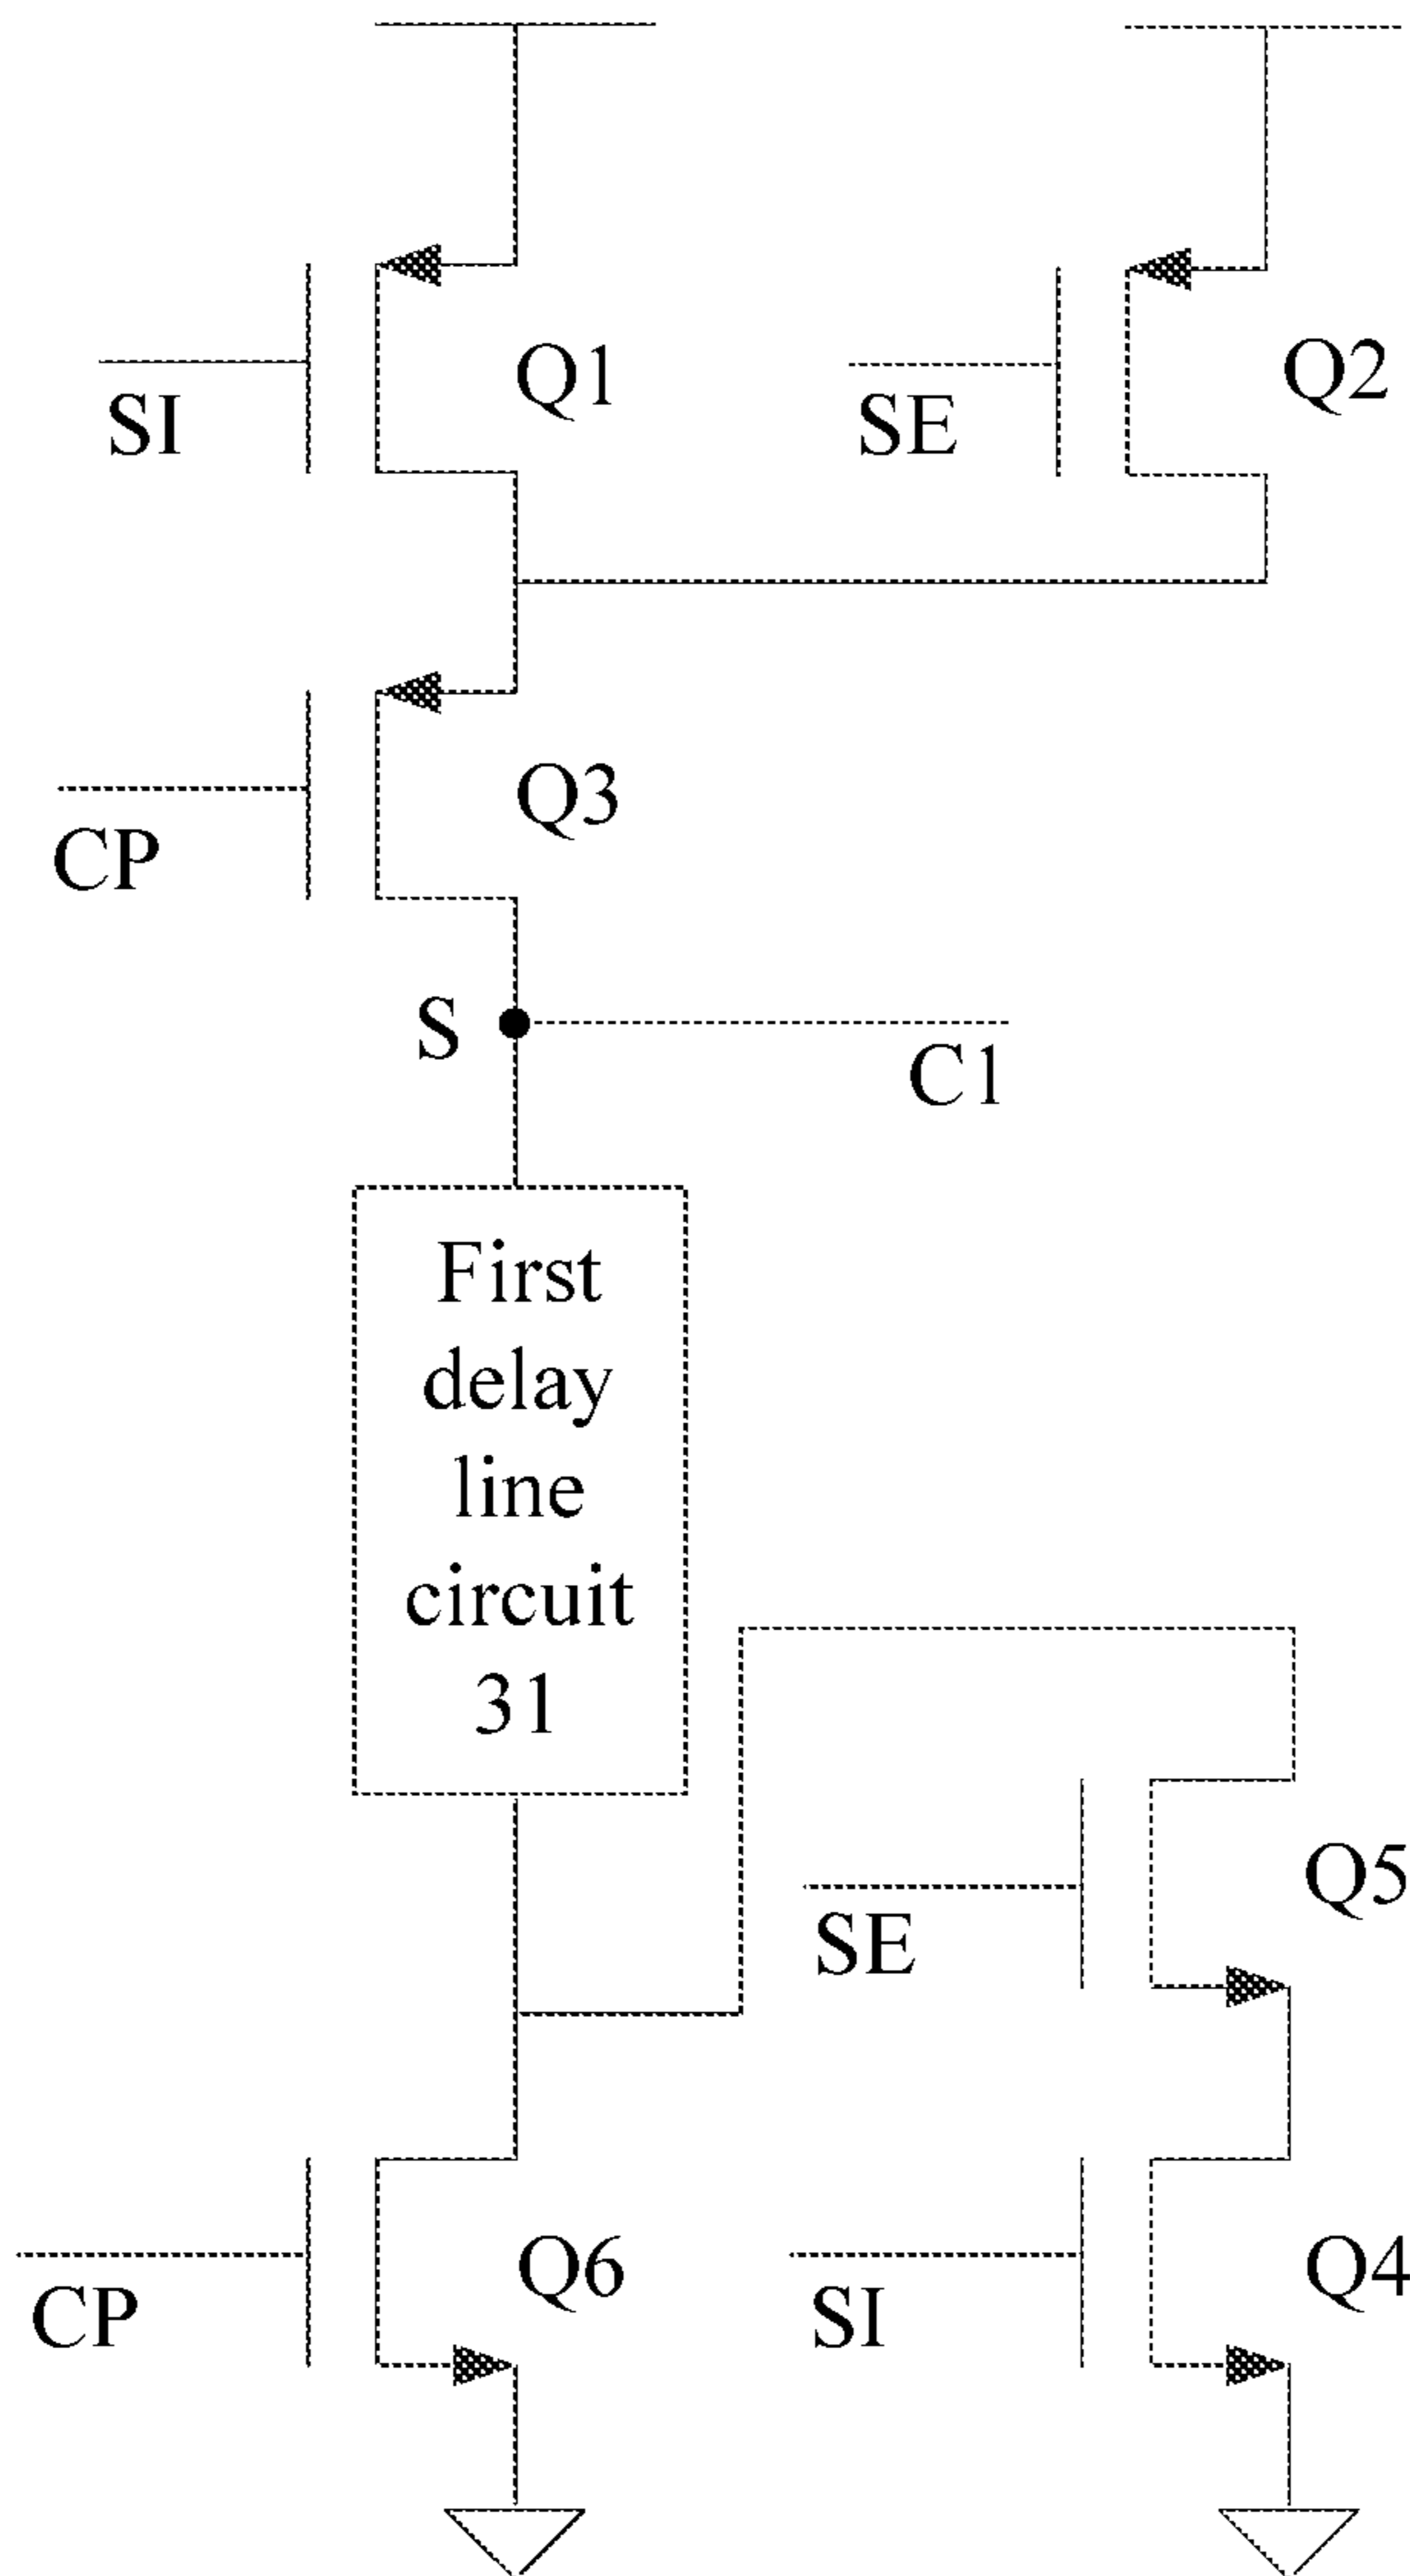 Q1
Q2
SI
SE
Q3
CP
S
C1
First
delay
line
circuit
31
Q5
SE
Q6
Q4
CP
SI